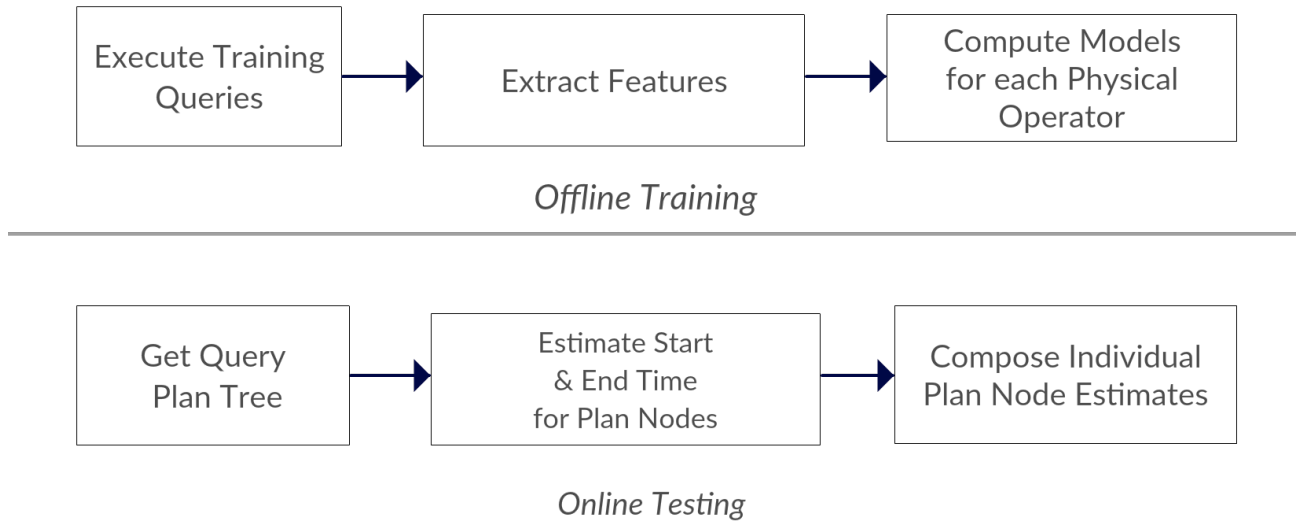 Execute Training
Queries
Extract Features
Compute Models
for each Physical
Operator
Offline Training
Get Query
Plan Tree
Estimate Start
& End Time
for Plan Nodes
Compose Individual
Plan Node Estimates
Online Testing